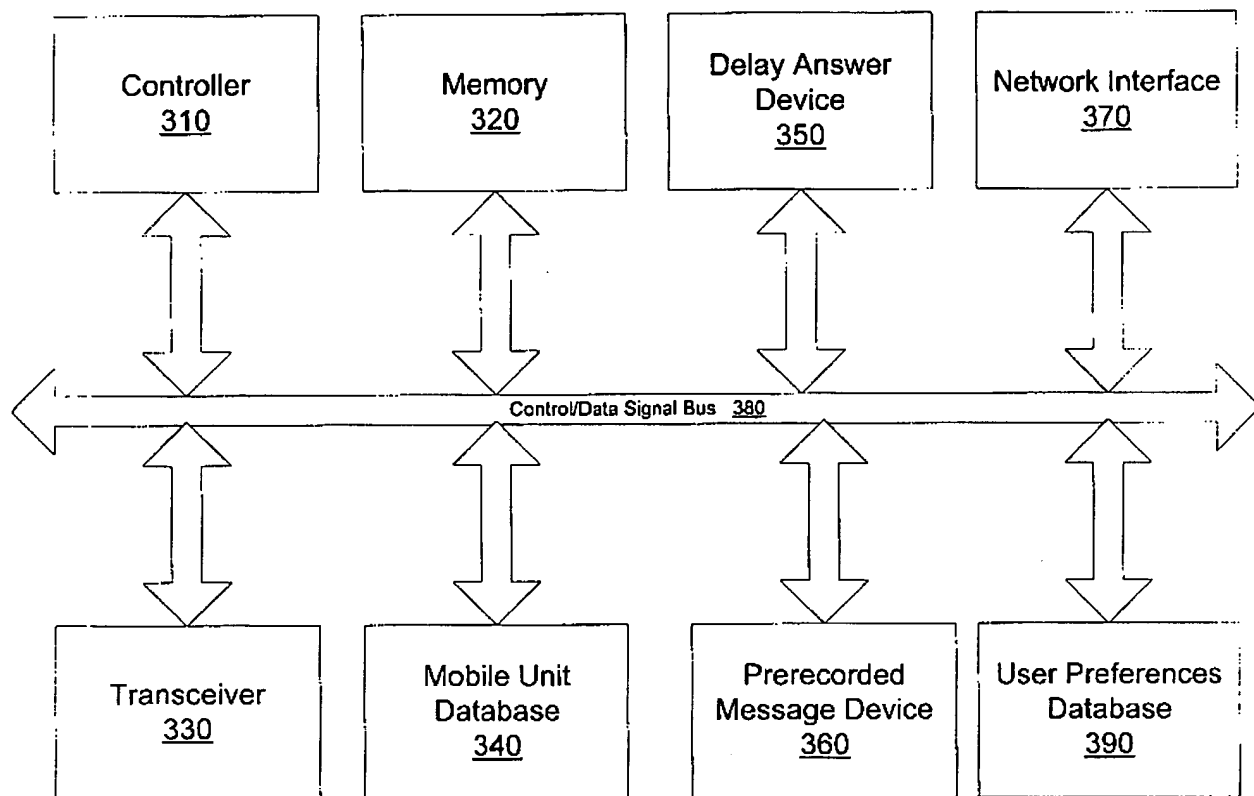 Controller
310
Memory
320
Delay Answer
Device
350
Network Interface
370
Control/Data Signal Bus 380
Transceiver
330
Mobile Unit
Database
340
Prerecorded
Message Device
360
User Preferences
Database
390